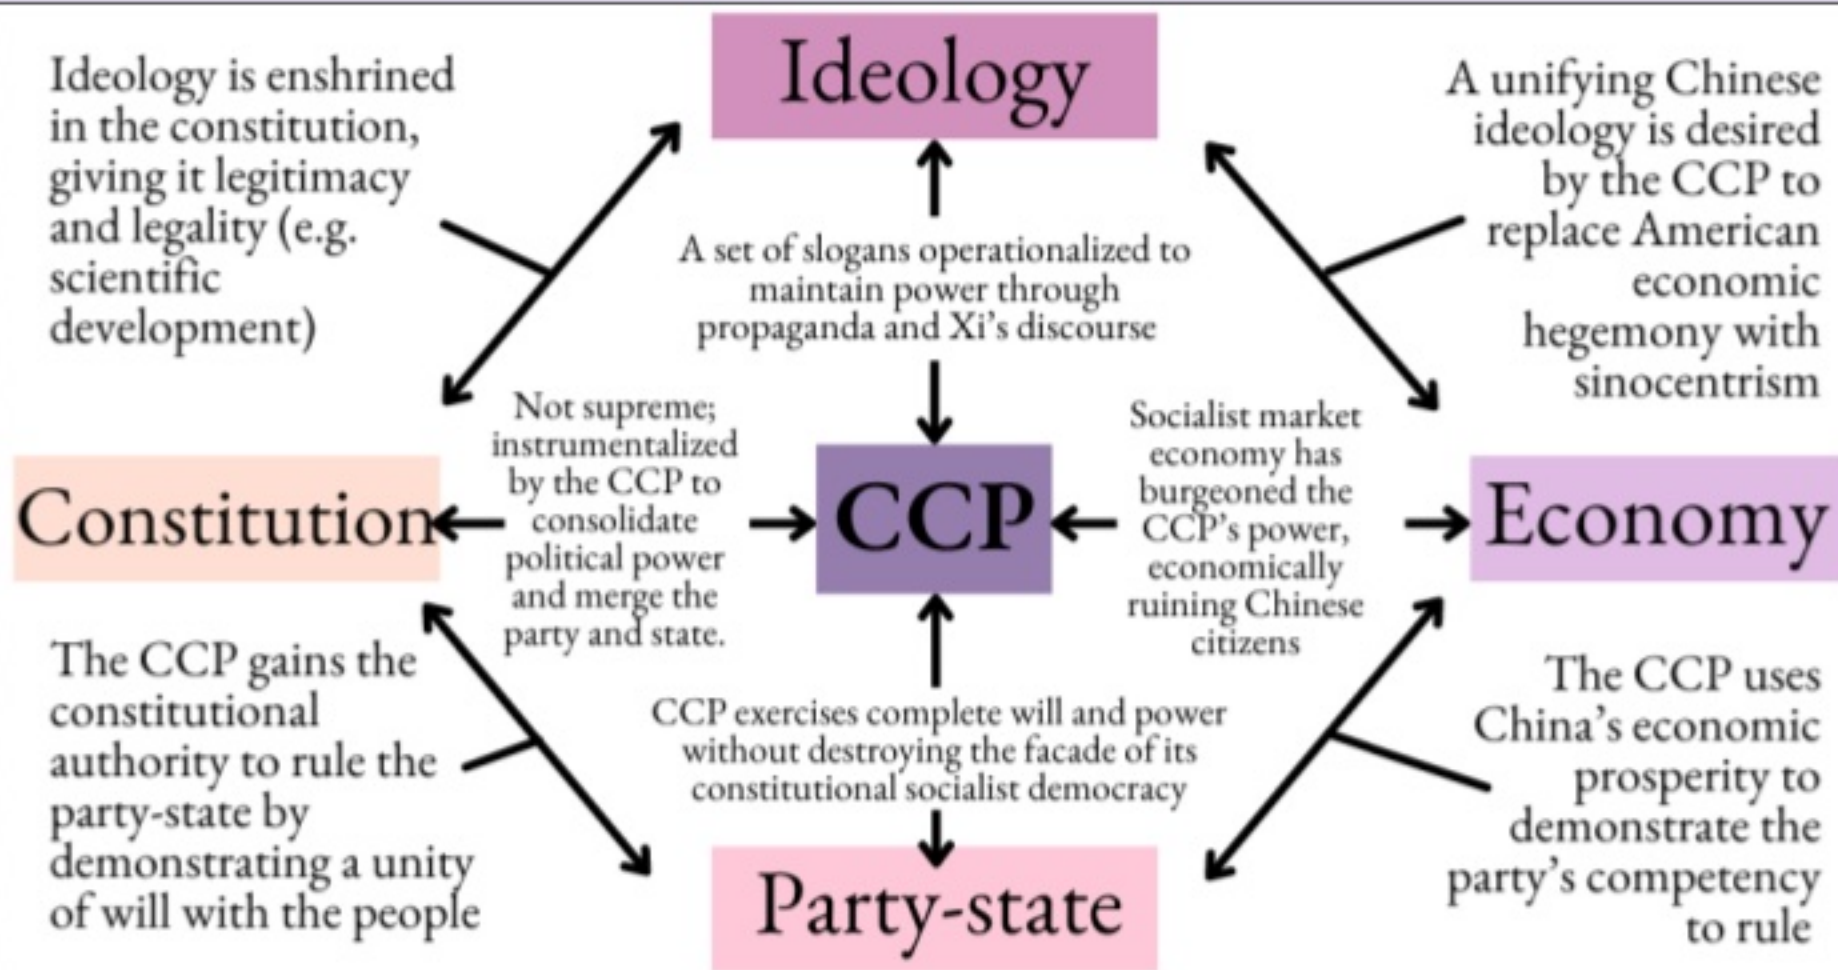 Ideology
Ideology is enshrined
in the constitution,
giving it legitimacy
and legality (e.g.
scientific
development)
A unifying Chinese
ideology is desired
by the CCP to
replace American
economic
hegemony with
sinocentrism
A set of slogans operationalized to
maintain power through
propaganda and Xi's discourse
Constitution
Not supreme;
instrumentalized
by the CCP to
consolidate
political power
and merge the
party and state.
CCP
Socialist market
economy has
burgeoned the
CCP's power,
economically
ruining Chinese
citizens
Economy
The CCP gains the
constitutional
authority to rule the
party-state by
demonstrating a unity
of will with the people
CCP exercises complete will and power
without destroying the facade of its
constitutional socialist democracy
The CCP uses
China's economic
prosperity to
demonstrate the
party's competency
to rule
Party-state